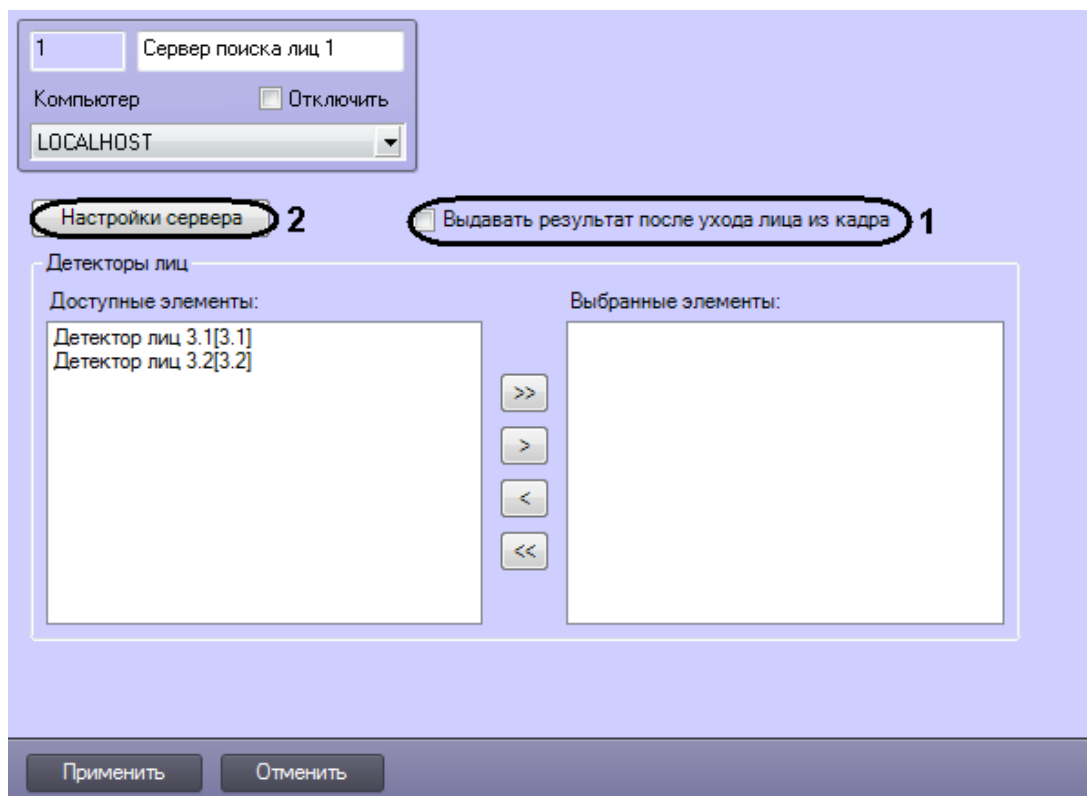 1 Сервер поиска лиц 1
Компьютер Отключить
LOCALHOST
Настройки сервера 2 Выдавать результат после ухода лица из кадра 1
Детекторы лиц
Доступные элементы: Выбранные элементы:
Детектор лиц 3.1[3.1]
Детектор лиц 3.2[3.2]
>>
>
<
<<
Применить Отменить